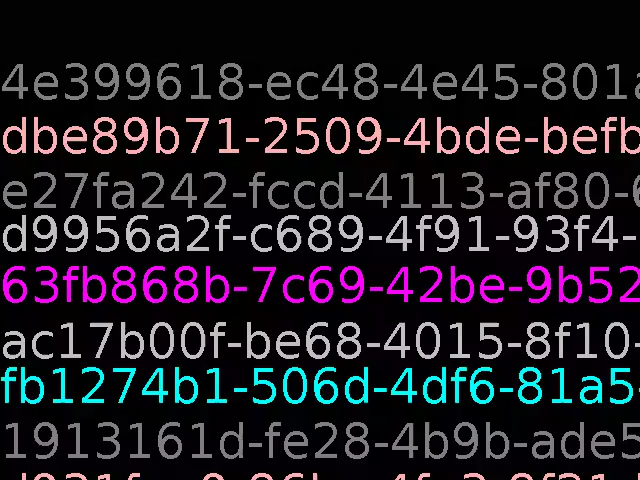 4e399618-ec48-4e45-801a
dbe89b71-2509-4bde-befb
e27fa242-fccd-4113-af80-6
d9956a2f-c689-4f91-93f4-
63fb868b-7c69-42be-9b52
ac17b00f-be68-4015-8f10-
fb1274b1-506d-4df6-81a5-
1913161d-fe28-4b9b-ade5